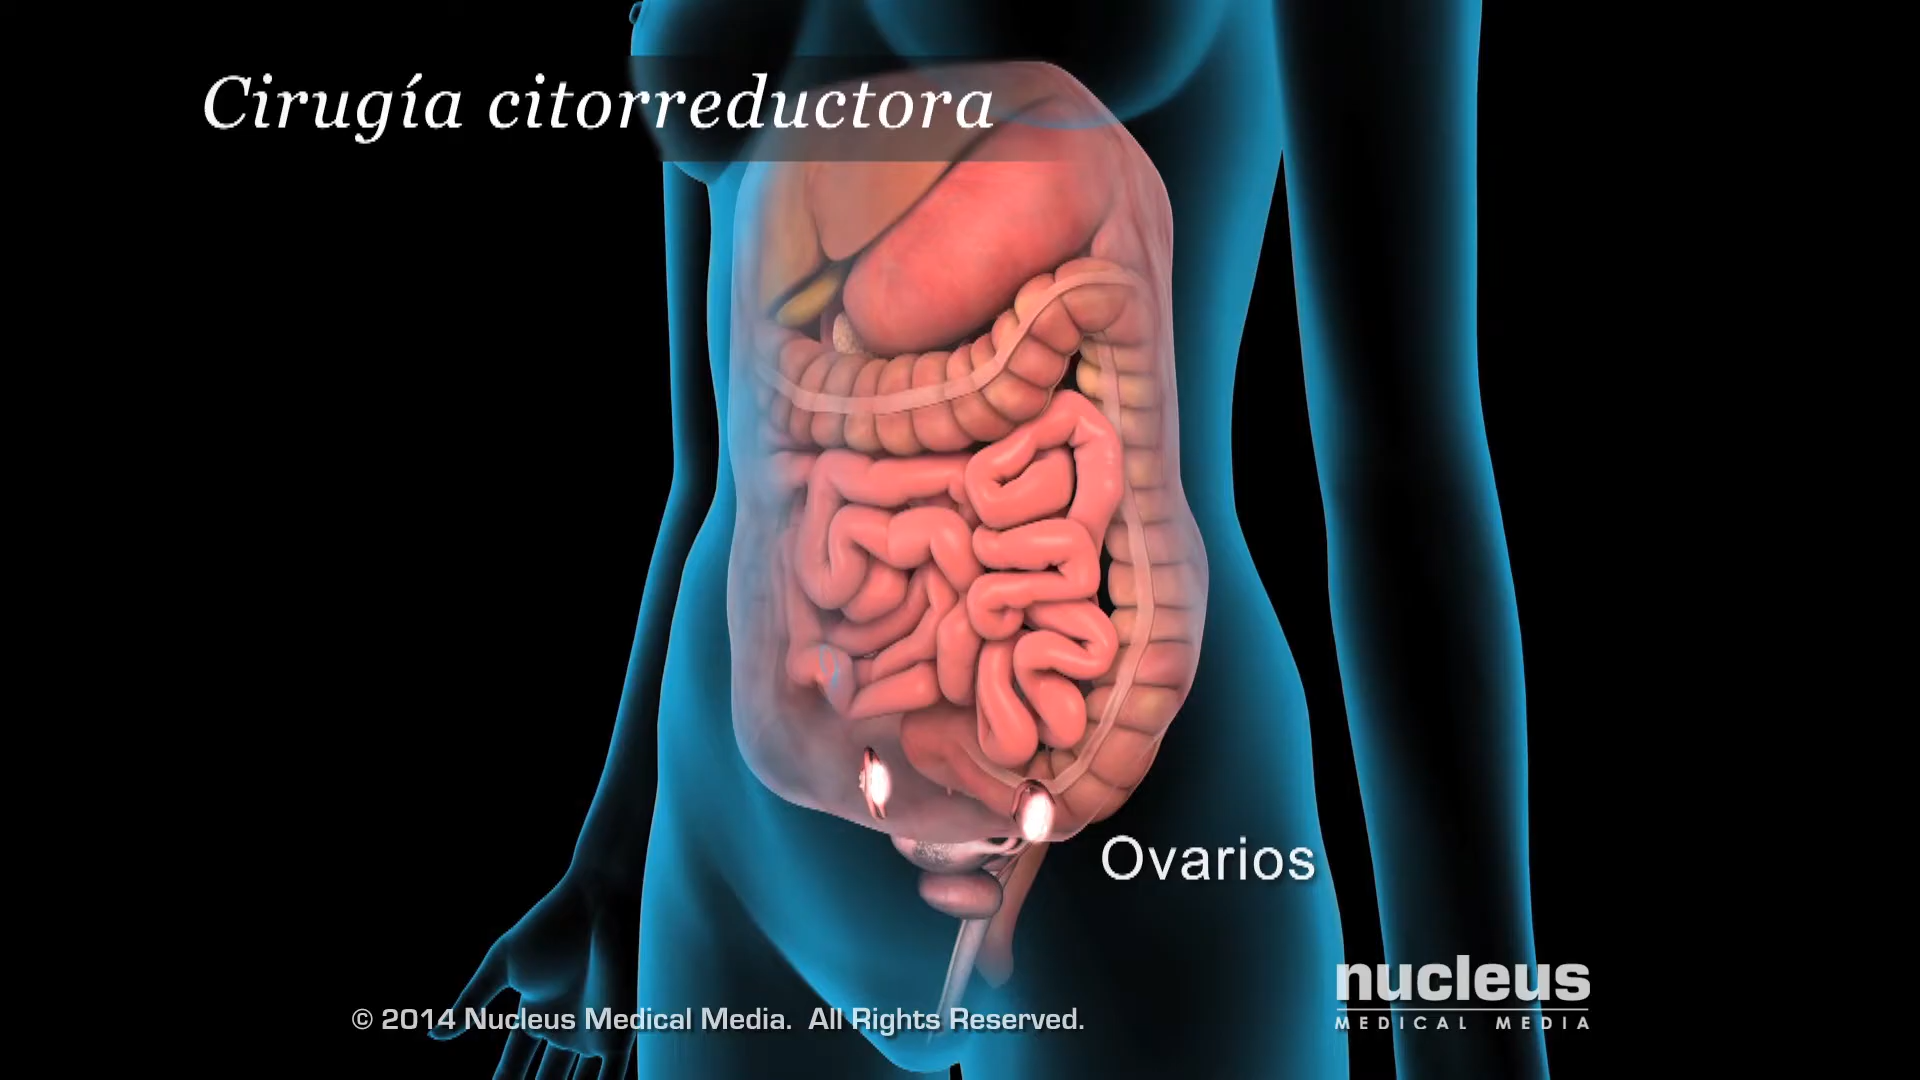 Cirugía citorreductora
Ovarios
nucleus
MEDICAL MEDIA
© 2014 Nucleus Medical Media. All Rights Reserved.